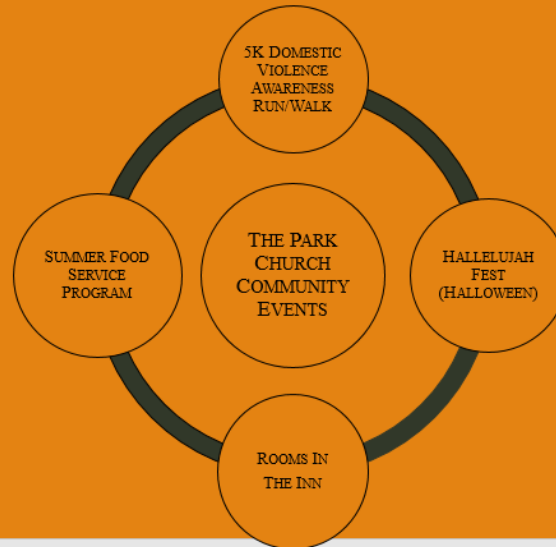 5K DOMESTIC
VIOLENCE
AWARENESS
RUN/WALK
SUMMER FOOD
SERVICE
PROGRAM
THE PARK
CHURCH
COMMUNITY
EVENTS
HALLELUJAH
FEST
(HALLOWEEN)
ROOMS IN
THE INN